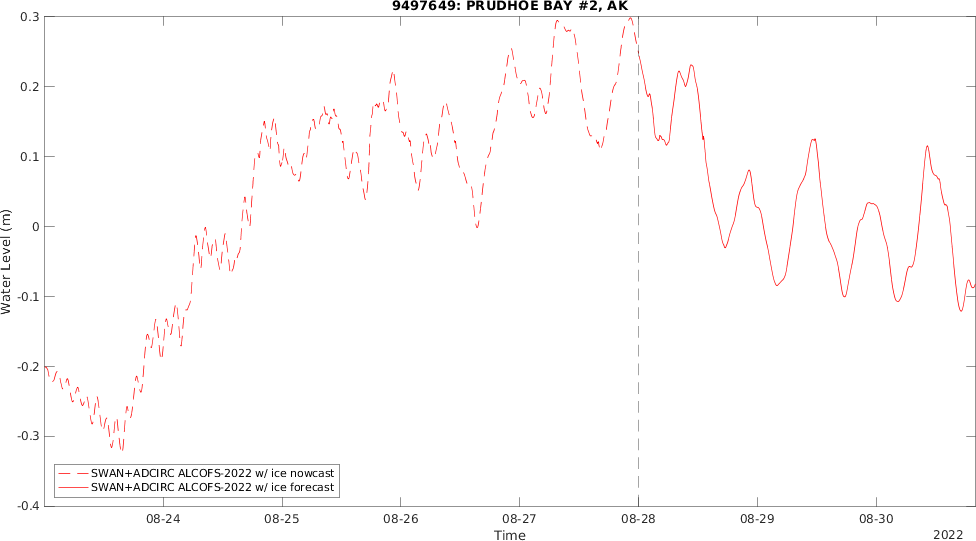 9497649: PRUDHOE BAY #2, AK
0.3
0.2
0.1
0
-0.1
-0.2
-0.3
-0.4
Water Level (m)
SWAN+ADCIRC ALCOFS-2022 w/ ice nowcast
SWAN+ADCIRC ALCOFS-2022 w/ ice forecast
08-24 08-25 08-26 08-27 08-28 08-29 08-30
Time
2022